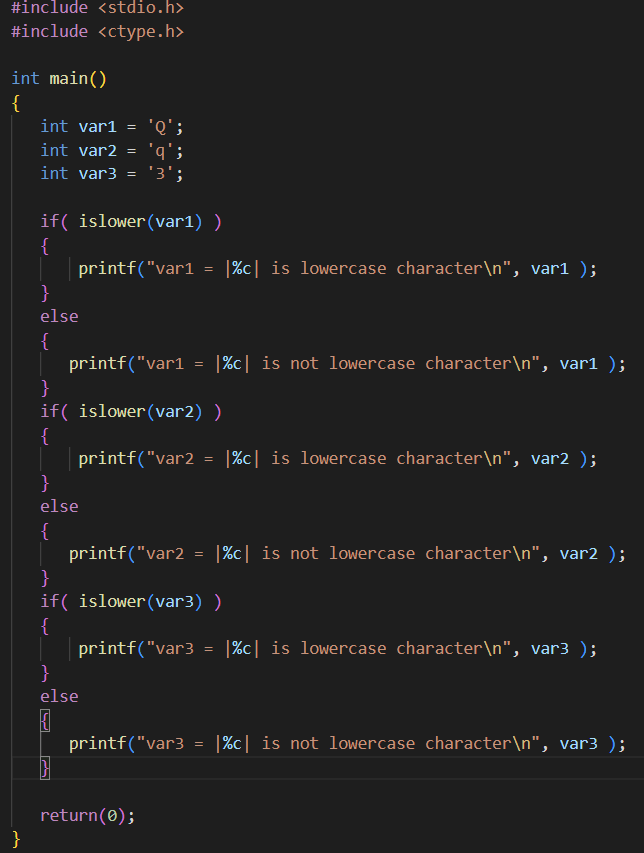 #include <stdio.h>
#include <ctype.h>

int main()
{
   int var1 = 'Q';
   int var2 = 'q';
   int var3 = '3';

   if( islower(var1) )
   {
       printf("var1 = |%c| is lowercase character\n", var1 );
   }
   else
   {
      printf("var1 = |%c| is not lowercase character\n", var1 );
   }
   if( islower(var2) )
   {
       printf("var2 = |%c| is lowercase character\n", var2 );
   }
   else
   {
      printf("var2 = |%c| is not lowercase character\n", var2 );
   }
   if( islower(var3) )
   {
       printf("var3 = |%c| is lowercase character\n", var3 );
   }
   else
   {
      printf("var3 = |%c| is not lowercase character\n", var3 );
   }

   return(0);
}